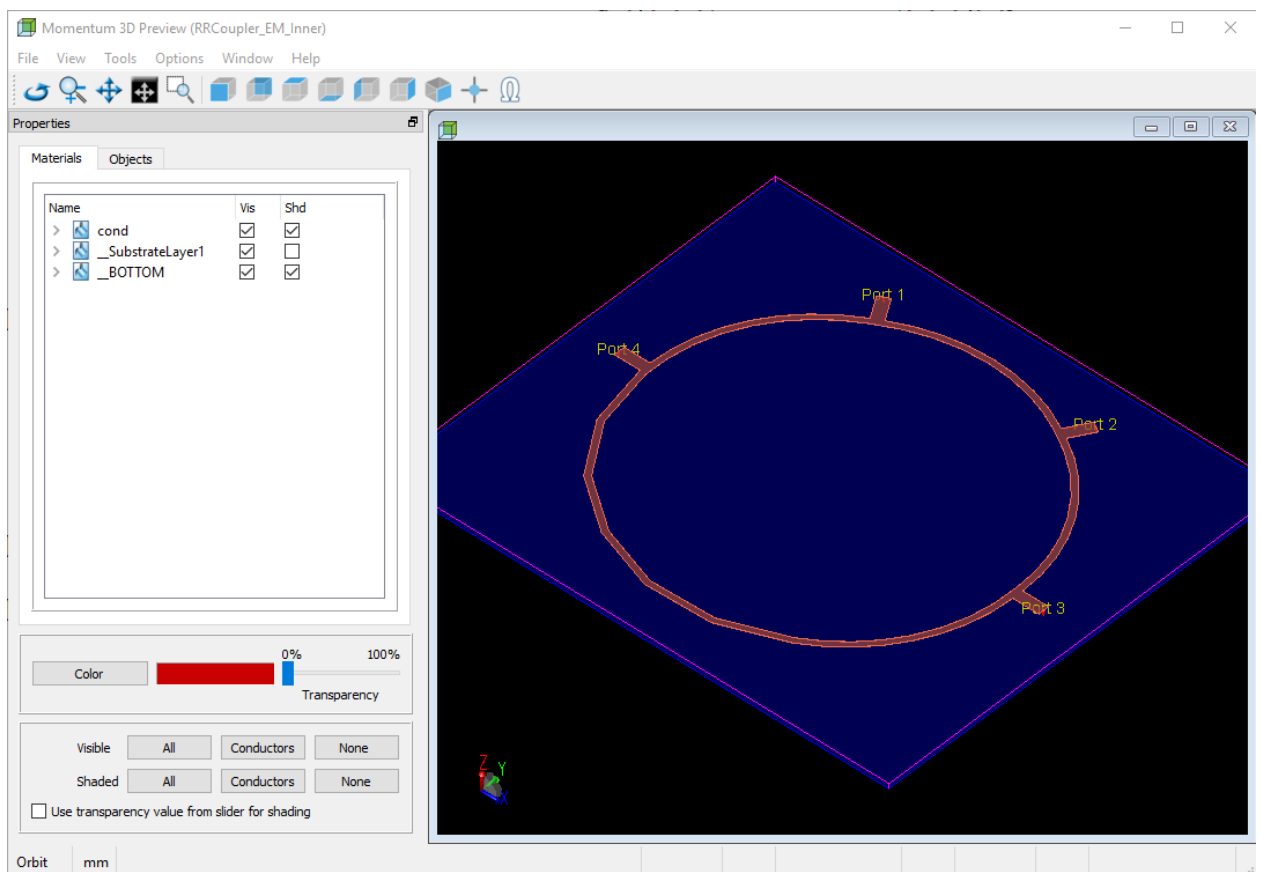 Momentum 3D Preview (RRCoupler_EM_Inner)
File View Tools Options Window Help
Properties
Materials Objects
Name Vis Shd
cond
__SubstrateLayer1
__BOTTOM
0% 100%
Color
Transparency
Visible All Conductors None
Shaded All Conductors None
Use transparency value from slider for shading
Port 1
Port 4
Port 2
Port 3
Z
Y
X
Orbit mm